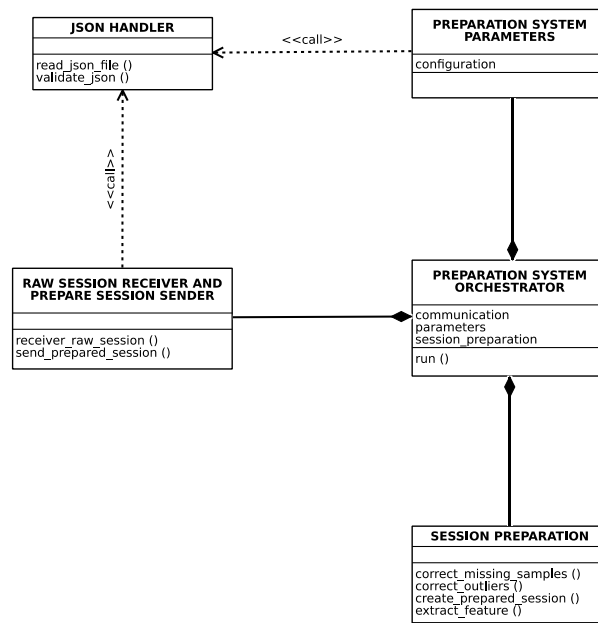 JSON HANDLER
read_json_file ()
validate_json ()
<<call>>
PREPARATION SYSTEM
PARAMETERS
configuration
<<call>>
RAW SESSION RECEIVER AND
PREPARE SESSION SENDER
receiver_raw_session ()
send_prepared_session ()
PREPARATION SYSTEM
ORCHESTRATOR
communication
parameters
session_preparation
run ()
SESSION PREPARATION
correct_missing_samples ()
correct_outliers ()
create_prepared_session ()
extract_feature ()